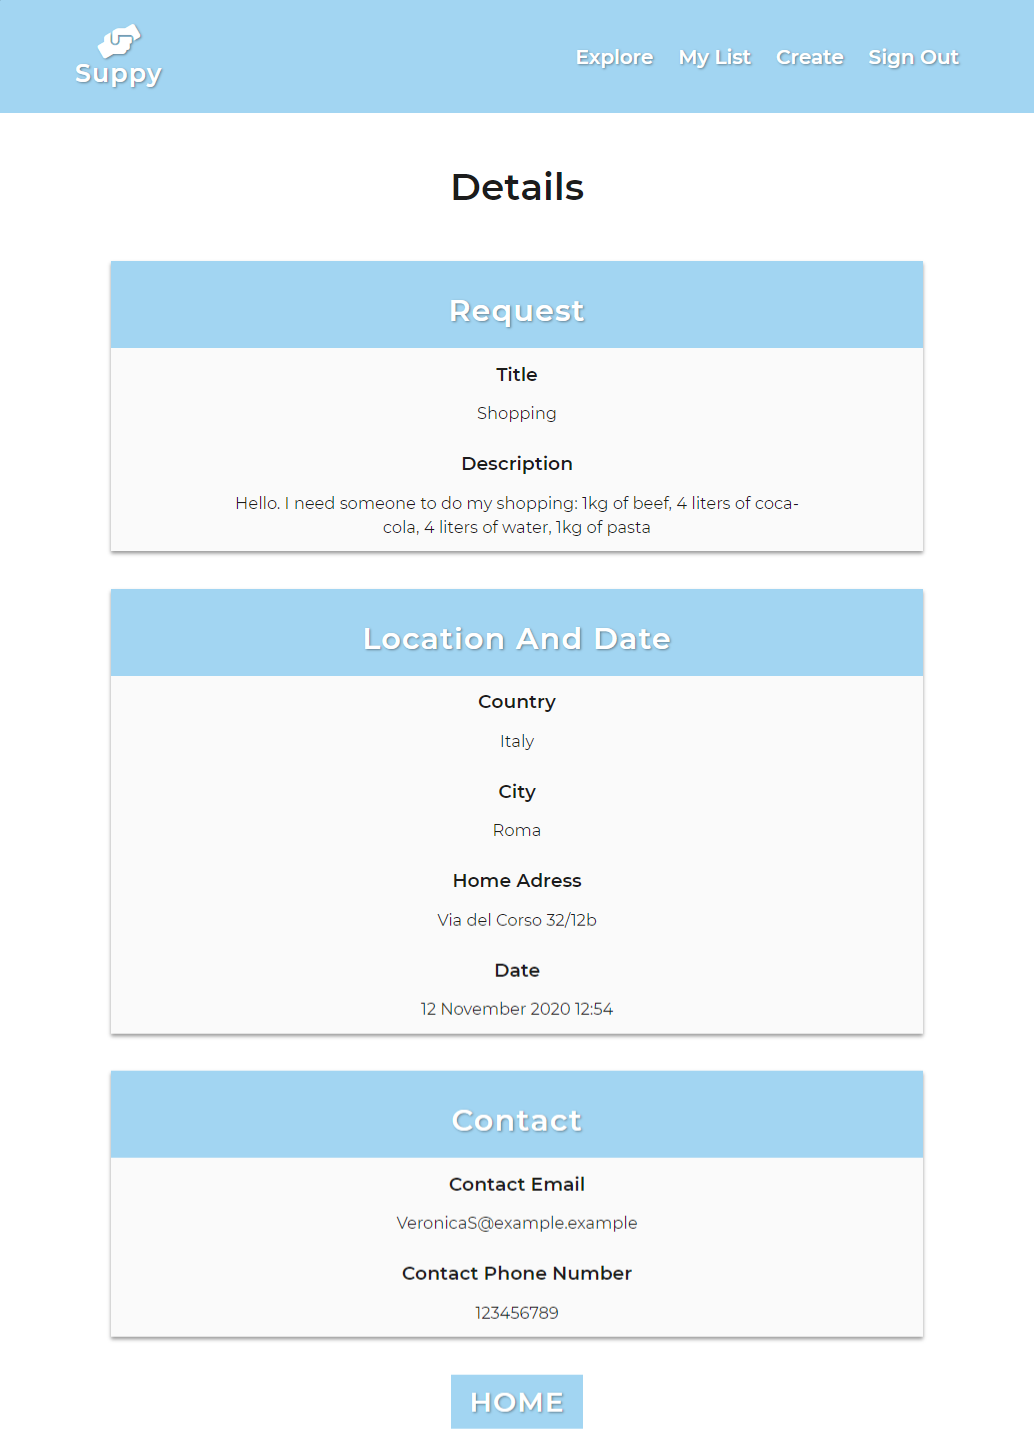 Suppy
Explore My List Create Sign Out
Details
Request
Title
Shopping
Description
Hello. I need someone to do my shopping: 1kg of beef, 4 liters of coca-
cola, 4 liters of water, 1kg of pasta
Location And Date
Country
Italy
City
Roma
Home Adress
Via del Corso 32/12b
Date
12 November 2020 12:54
Contact
Contact Email
VeronicaS@example.example
Contact Phone Number
123456789
HOME